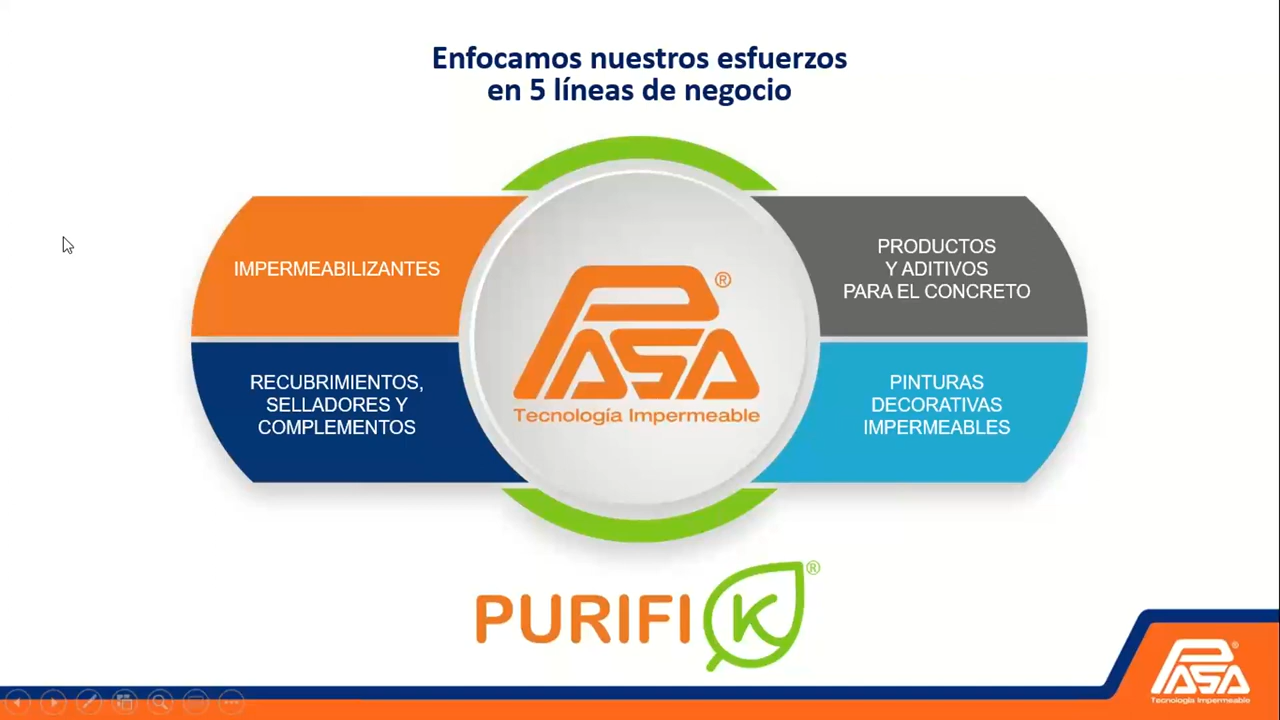 Enfocamos nuestros esfuerzos
en 5 líneas de negocio
IMPERMEABILIZANTES
RECUBRIMIENTOS,
SELLADORES Y
COMPLEMENTOS
PASA®
Tecnología Impermeable
PRODUCTOS
Y ADITIVOS
PARA EL CONCRETO
PINTURAS
DECORATIVAS
IMPERMEABLES
PURIFIK®
PASA®
Tecnología Impermeable